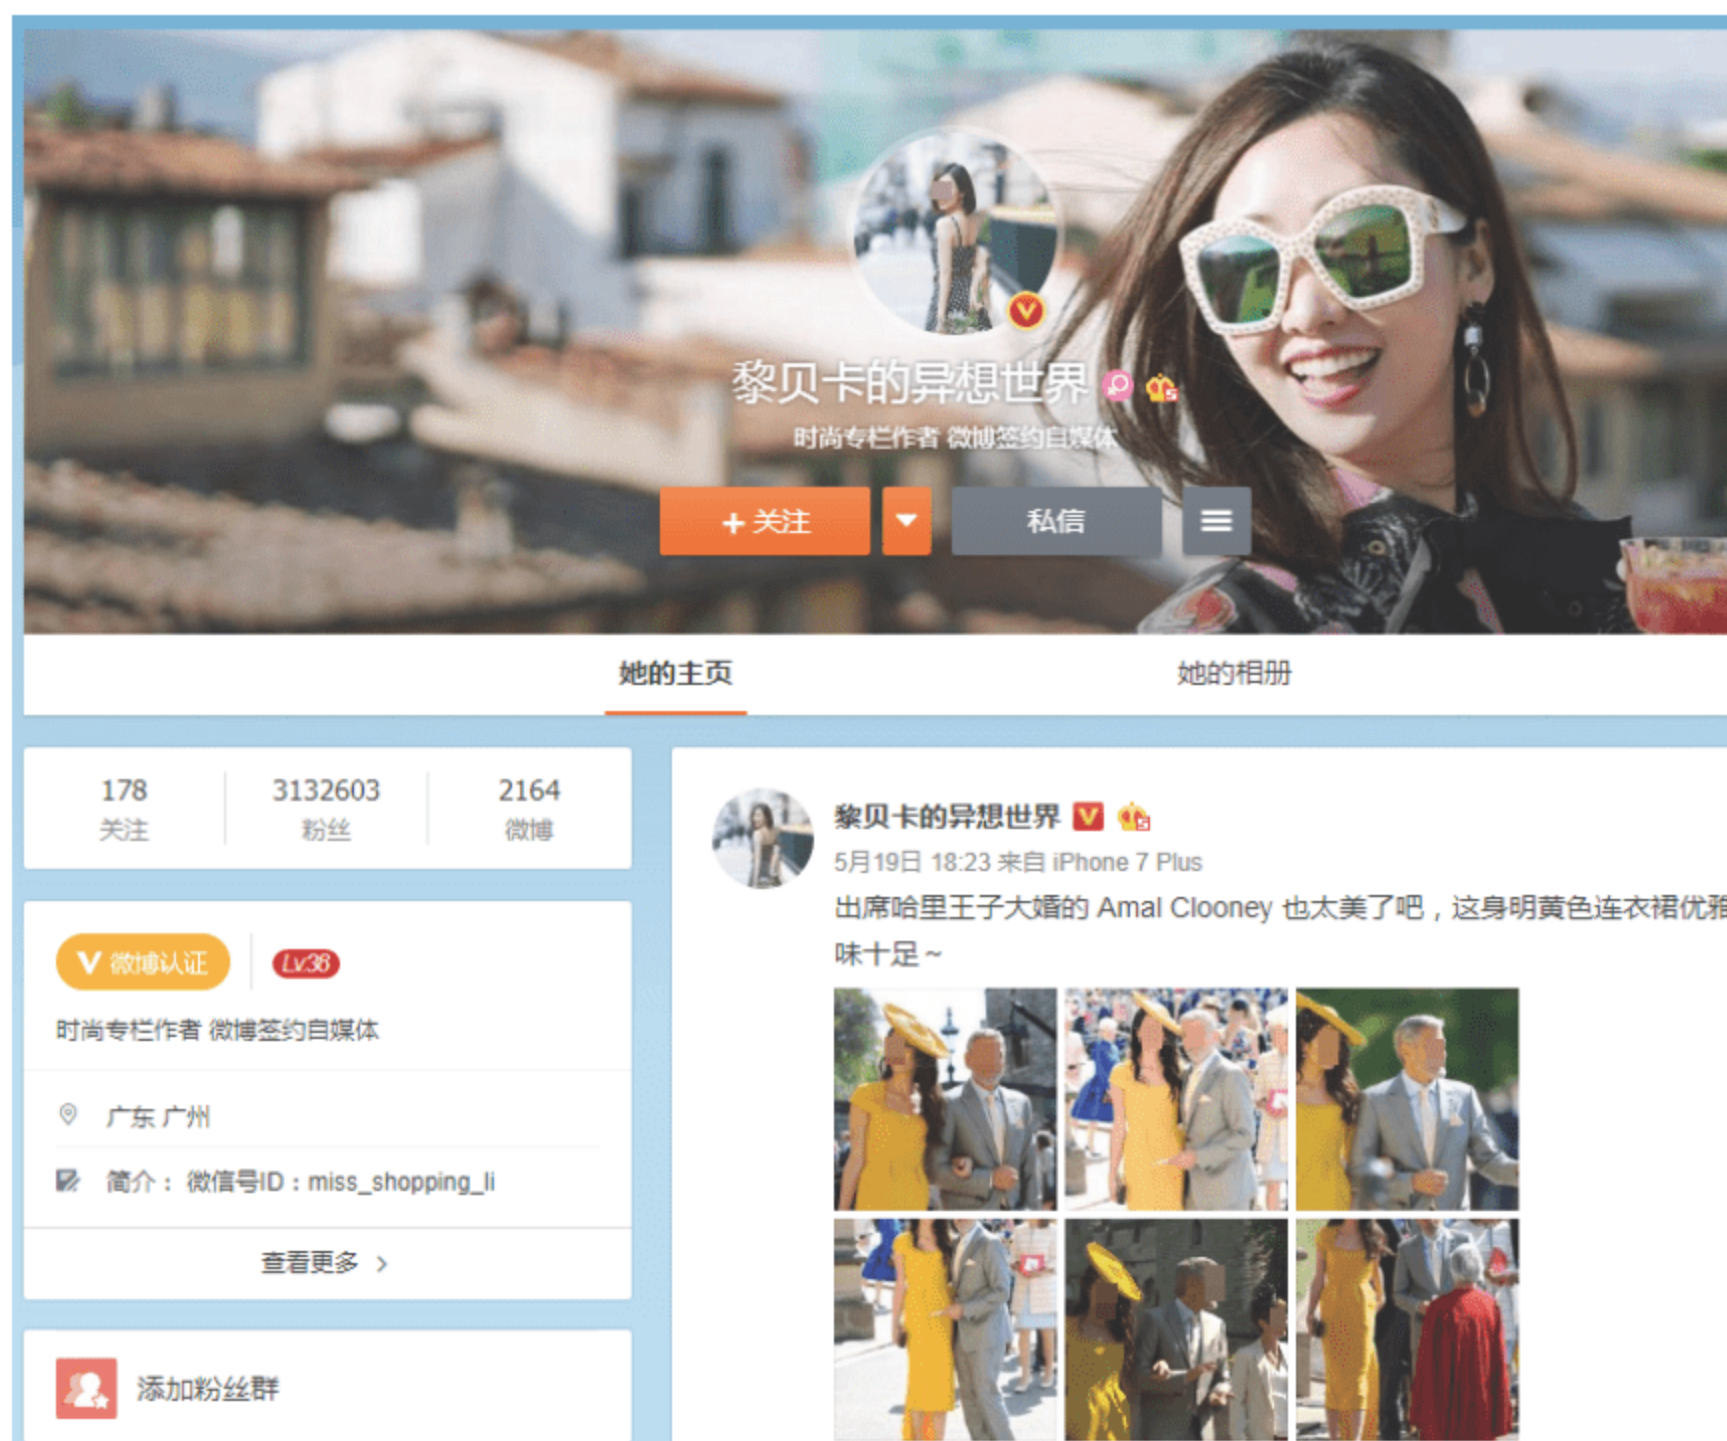 黎贝卡的异想世界
时尚专栏作者 微博签约自媒体
+关注
私信
她的主页
她的相册
178
关注
3132603
粉丝
2164
微博
V 微博认证
Lv.36
时尚专栏作者 微博签约自媒体
广东 广州
简介： 微信号ID：miss_shopping_li
查看更多 >
添加粉丝群
黎贝卡的异想世界
5月19日 18:23 来自 iPhone 7 Plus
出席哈里王子大婚的 Amal Clooney 也太美了吧，这身明黄色连衣裙优雅
味十足～